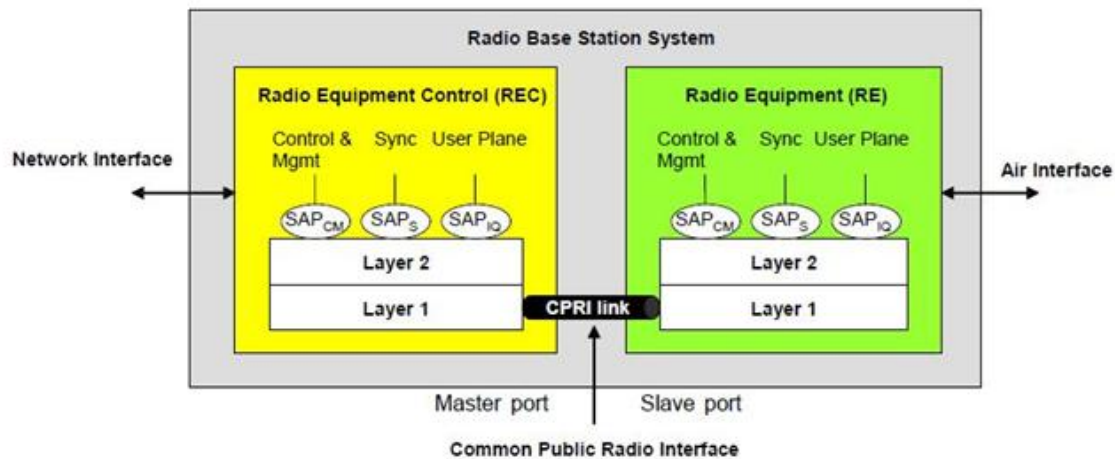 Radio Base Station System
Radio Equipment Control (REC)
Radio Equipment (RE)
Control & Mgmt
Sync
User Plane
Control & Mgmt
Sync
User Plane
Network Interface
Air Interface
SAPCM
SAPS
SAPIQ
SAPCM
SAPS
SAPIQ
Layer 2
Layer 2
Layer 1
CPRI link
Layer 1
Master port
Slave port
Common Public Radio Interface